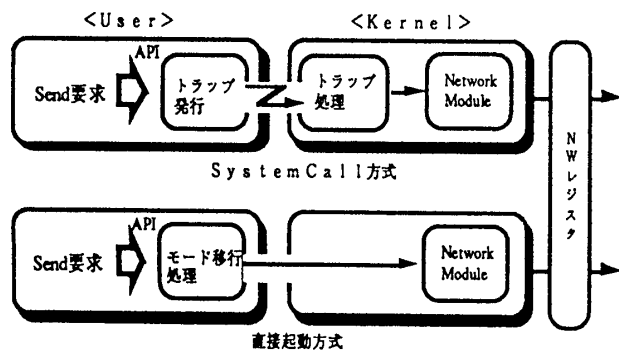 <User>
<Kernel>
API
Send要求
トラップ
発行
トラップ
処理
Network
Module
SystemCall方式
API
Send要求
モード移行
処理
Network
Module
直接起動方式
NWレジスタ